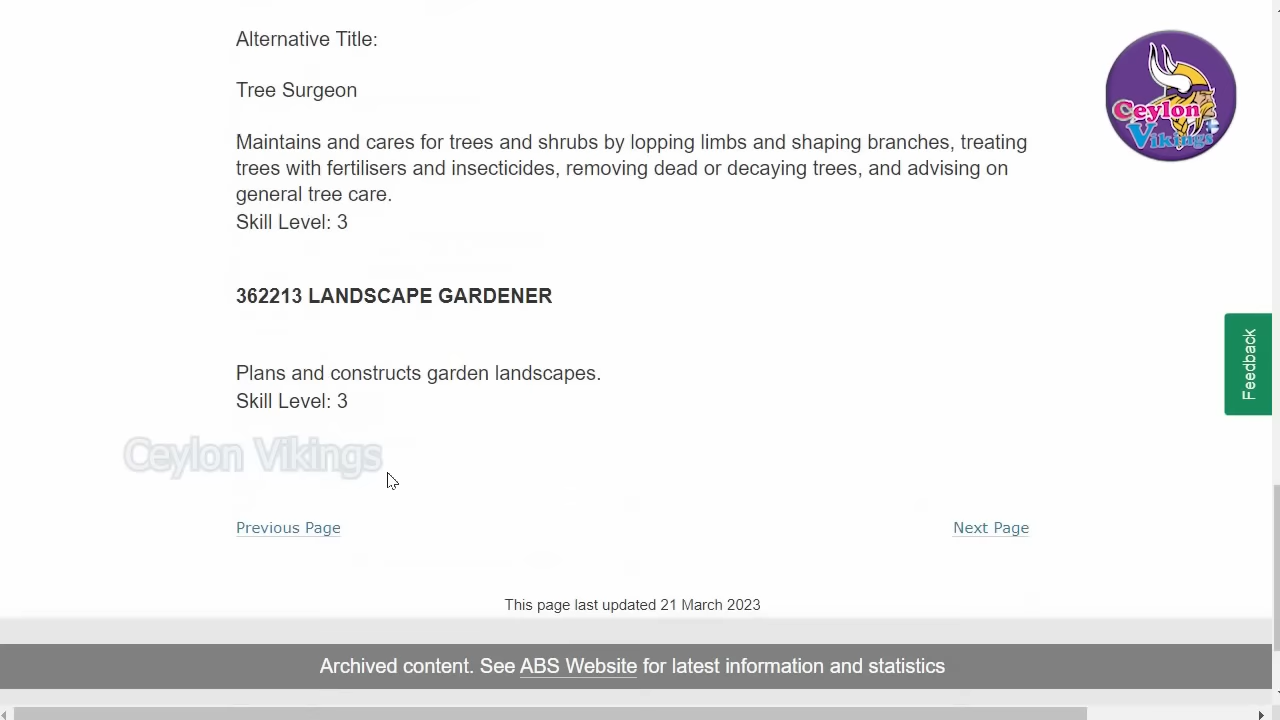 Alternative Title:
Tree Surgeon
Maintains and cares for trees and shrubs by lopping limbs and shaping branches, treating
trees with fertilisers and insecticides, removing dead or decaying trees, and advising on
general tree care.
Skill Level: 3
362213 LANDSCAPE GARDENER
Plans and constructs garden landscapes.
Skill Level: 3
Ceylon Vikings
Previous Page
Next Page
This page last updated 21 March 2023
Archived content. See ABS Website for latest information and statistics
Ceylon
Vikings
Feedback